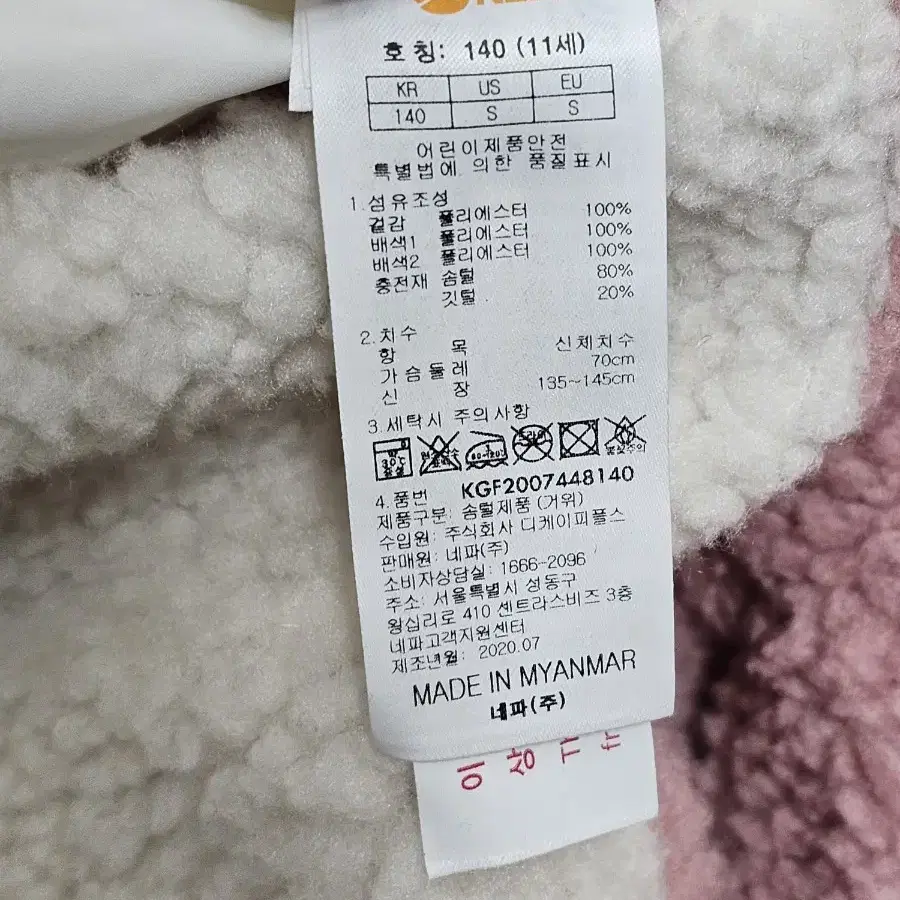 호 칭: 140 (11세)
KR US EU
140 S S
어린이제품안전
특별법에 의한 품질표시
1.섬유조성
겉감 폴리에스터 100%
배색1 폴리에스터 100%
배색2 폴리에스터 100%
충전재 솜털 80%
깃털 20%
2.치수
항 목 신체치수
가슴둘레 70cm
신 장 135~145cm
3.세탁시 주의사항
30℃
80~120℃
4.품번 KGF2007448140
제품구분: 솜털제품 (거위)
수입원: 주식회사 디케이피플스
판매원: 네파(주)
소비자상담실: 1666-2096
주소: 서울특별시 성동구
왕십리로 410 센트라스비즈 3층
네파고객지원센터
제조년월: 2020.07
MADE IN MYANMAR
네파(주)
이 상